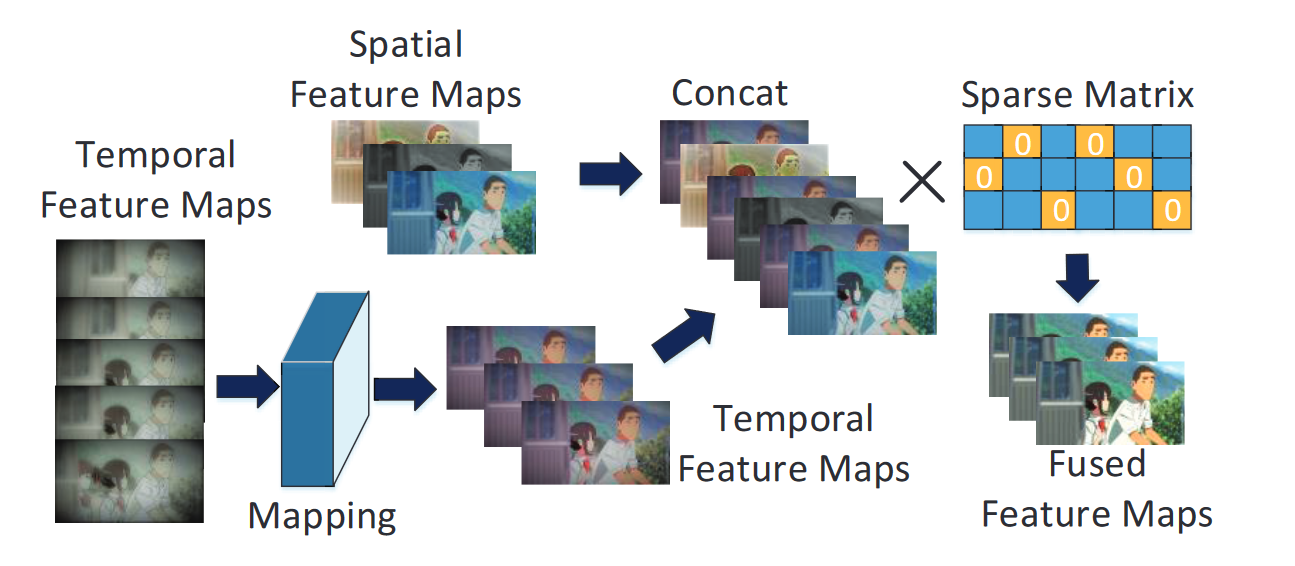 Spatial
Feature Maps
Concat
Sparse Matrix
Temporal
Feature Maps
0 0
0 0
0 0
Mapping
Temporal
Feature Maps
Fused
Feature Maps